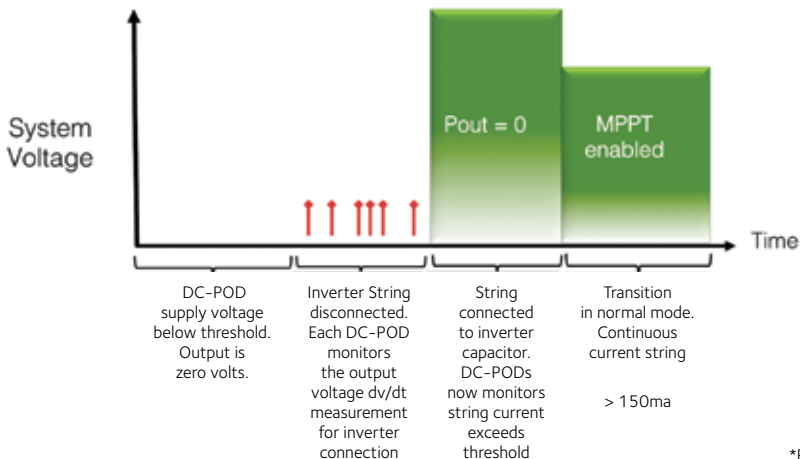 System
Voltage
Pout = 0
MPPT
enabled
Time
DC-POD
supply voltage
below threshold.
Output is
zero volts.
Inverter String
disconnected.
Each DC-POD
monitors
the output
voltage dv/dt
measurement
for inverter
connection
String
connected
to inverter
capacitor.
DC-PODs
now monitors
string current
exceeds
threshold
Transition
in normal mode.
Continuous
current string
> 150ma